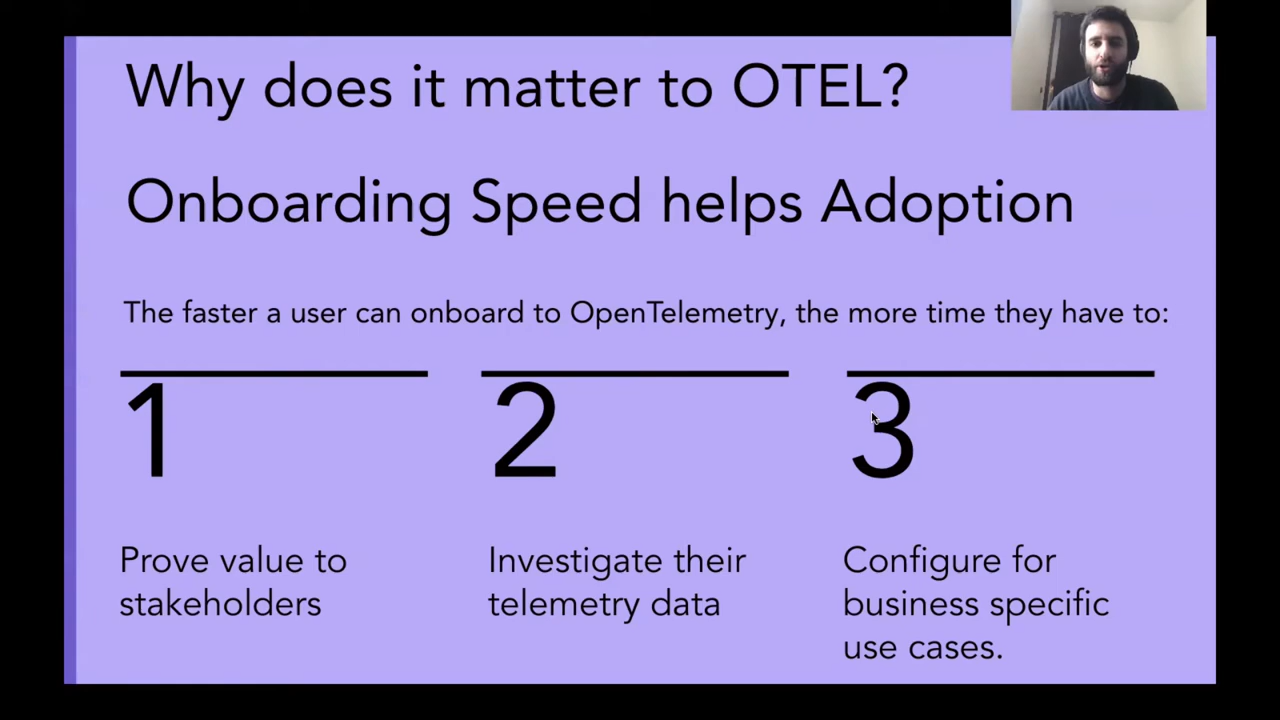 Why does it matter to OTEL?
Onboarding Speed helps Adoption
The faster a user can onboard to OpenTelemetry, the more time they have to:
1
2
3
Prove value to
stakeholders
Investigate their
telemetry data
Configure for
business specific
use cases.